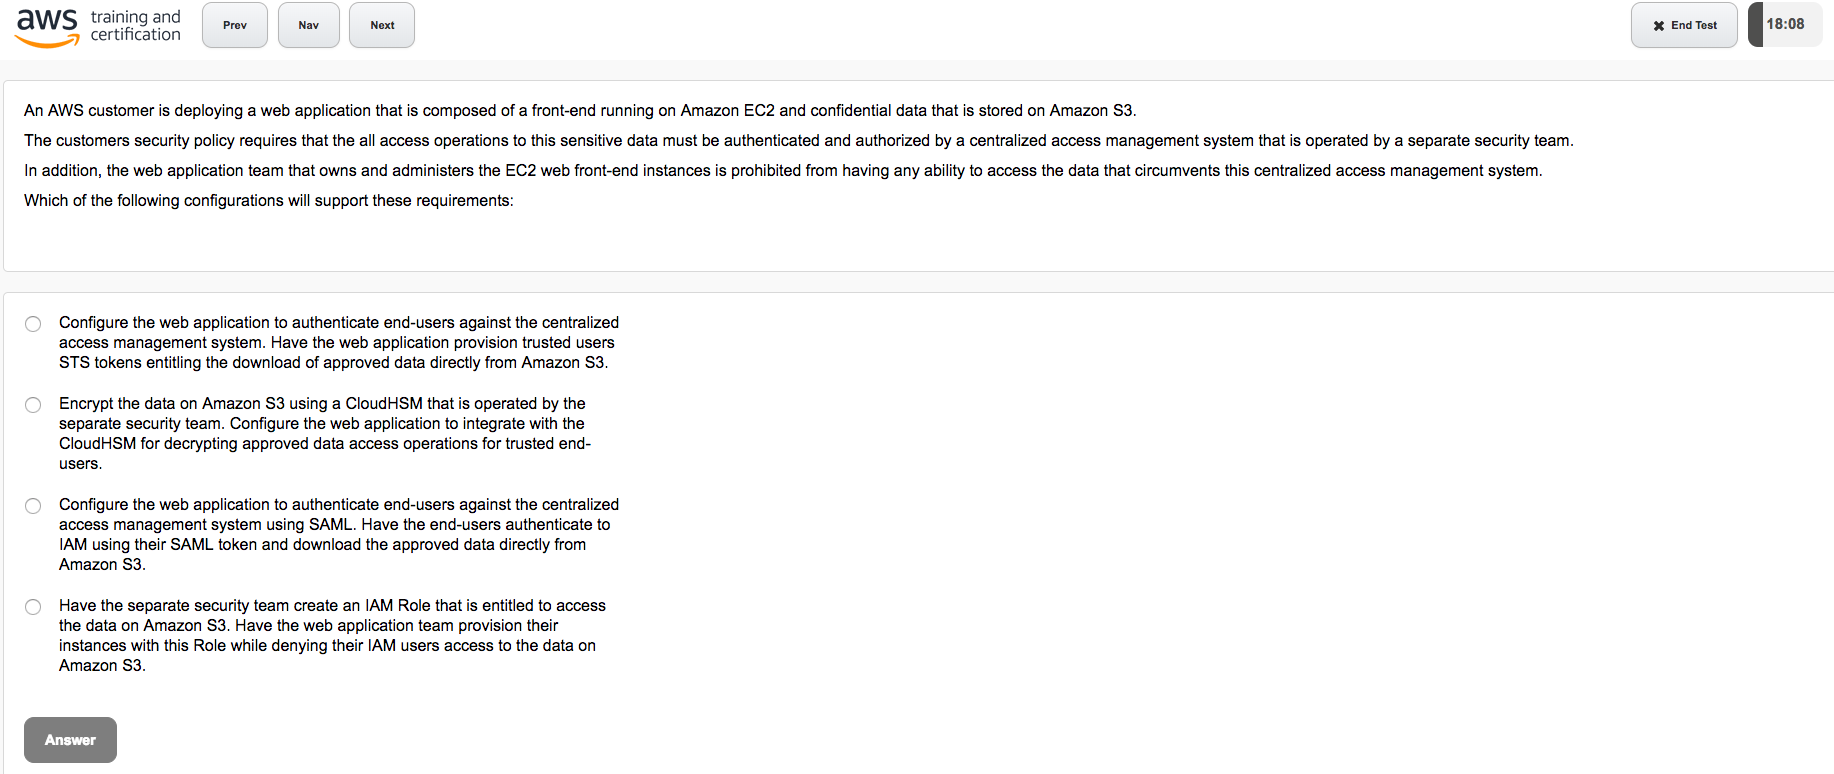 aws training and certification
Prev
Nav
Next
✖ End Test
18:08
An AWS customer is deploying a web application that is composed of a front-end running on Amazon EC2 and confidential data that is stored on Amazon S3.
The customers security policy requires that the all access operations to this sensitive data must be authenticated and authorized by a centralized access management system that is operated by a separate security team.
In addition, the web application team that owns and administers the EC2 web front-end instances is prohibited from having any ability to access the data that circumvents this centralized access management system.
Which of the following configurations will support these requirements:
Configure the web application to authenticate end-users against the centralized
access management system. Have the web application provision trusted users
STS tokens entitling the download of approved data directly from Amazon S3.
Encrypt the data on Amazon S3 using a CloudHSM that is operated by the
separate security team. Configure the web application to integrate with the
CloudHSM for decrypting approved data access operations for trusted end-
users.
Configure the web application to authenticate end-users against the centralized
access management system using SAML. Have the end-users authenticate to
IAM using their SAML token and download the approved data directly from
Amazon S3.
Have the separate security team create an IAM Role that is entitled to access
the data on Amazon S3. Have the web application team provision their
instances with this Role while denying their IAM users access to the data on
Amazon S3.
Answer